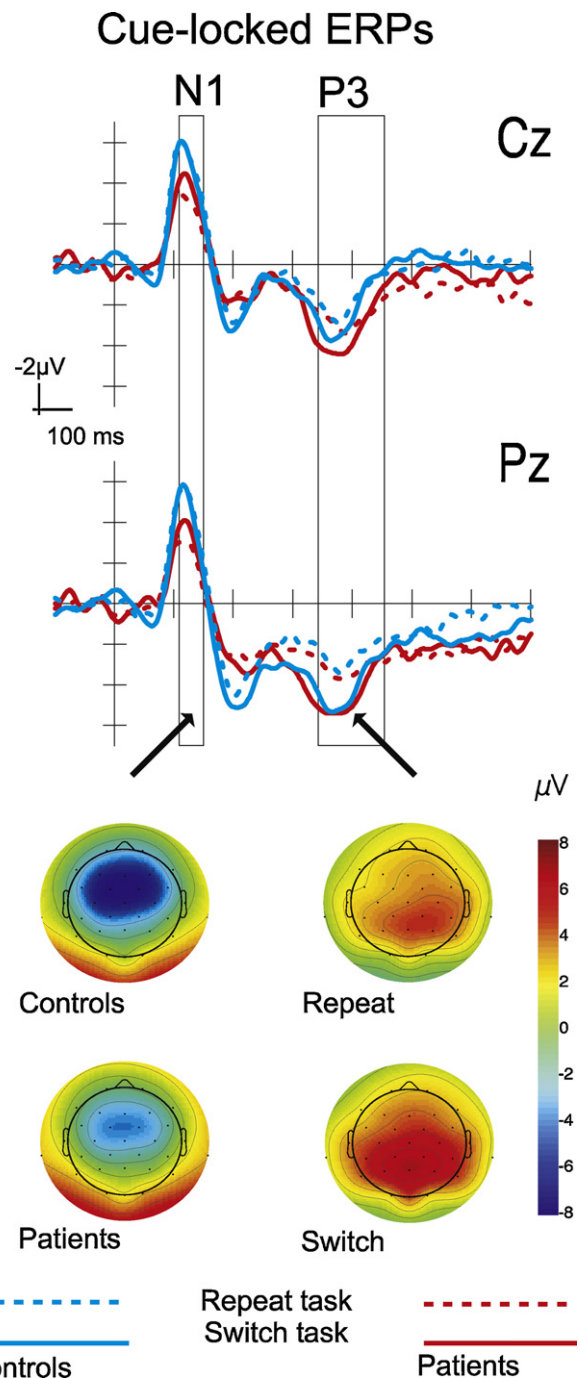 Cue-locked ERPs
N1 P3
Cz
-2µV
100 ms
Pz
µV
8
6
4
2
0
-2
-4
-6
-8
Controls Repeat
Patients Switch
Repeat task
Switch task
ontrols Patients